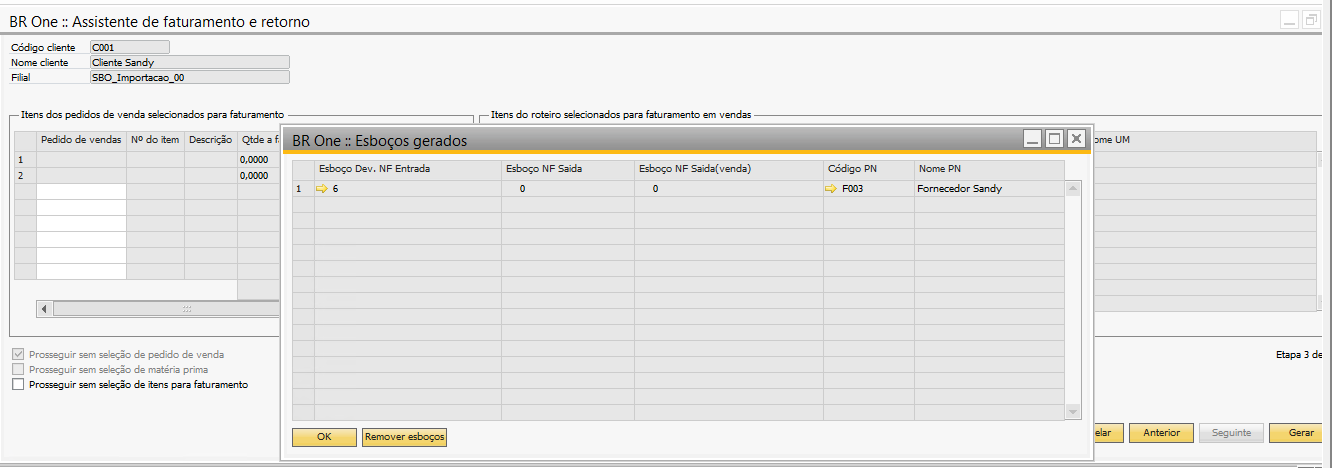 BR One :: Assistente de faturamento e retorno
Código cliente C001
Nome cliente Cliente Sandy
Filial SBO_Importacao_00
Itens dos pedidos de venda selecionados para faturamento
Itens do roteiro selecionados para faturamento em vendas
Pedido de vendas Nº do item Descrição Qtde a f
ome UM
1 0,0000
2 0,0000
BR One :: Esboços gerados
Esboço Dev. NF Entrada Esboço NF Saida Esboço NF Saida(venda) Código PN Nome PN
1 6 0 0 F003 Fornecedor Sandy
OK Remover esboços
Prosseguir sem seleção de pedido de venda
Prosseguir sem seleção de matéria prima
Prosseguir sem seleção de itens para faturamento
Etapa 3 de
elar Anterior Seguinte Gerar